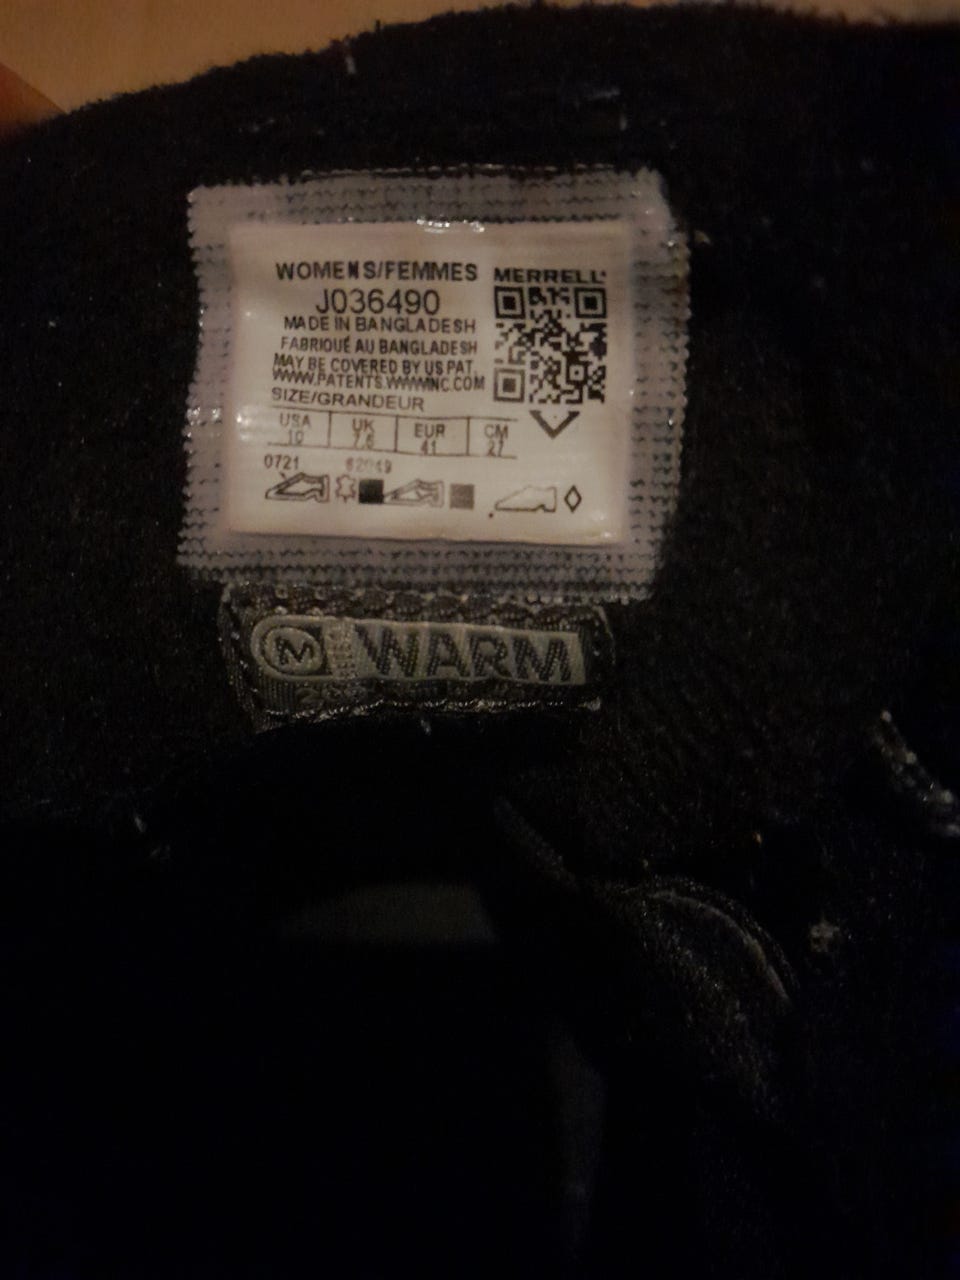 WOMENS/FEMMES
MERRELL
J036490
MADE IN BANGLADESH
FABRIQUÉ AU BANGLADESH
MAY BE COVERED BY US PAT.
WWW.PATENTS.WWWINC.COM
SIZE/GRANDEUR
USA UK EUR CM
10 7.5 41 27
0721 62049
M WARM